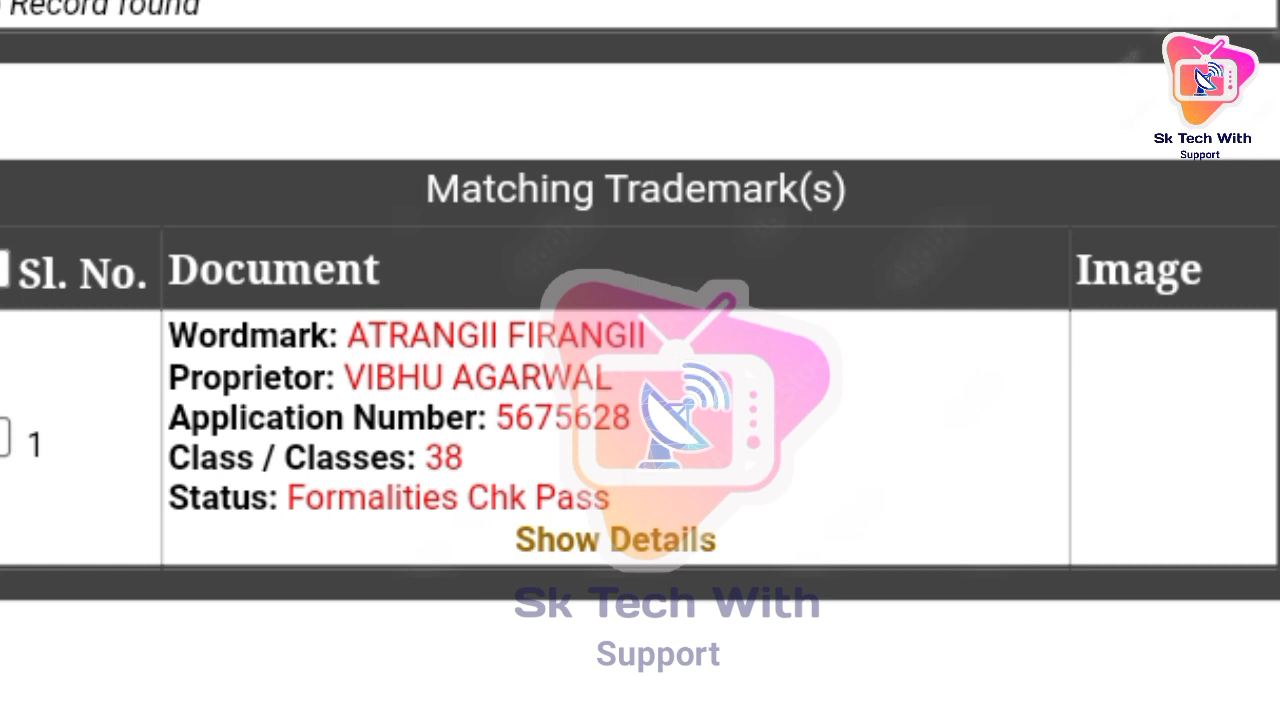 Record found
Sk Tech With
Support
Matching Trademark(s)
Sl. No. Document Image
Wordmark: ATRANGII FIRANGII
Proprietor: VIBHU AGARWAL
Application Number: 5675628
1 Class / Classes: 38
Status: Formalities Chk Pass
Show Details
Sk Tech With
Support